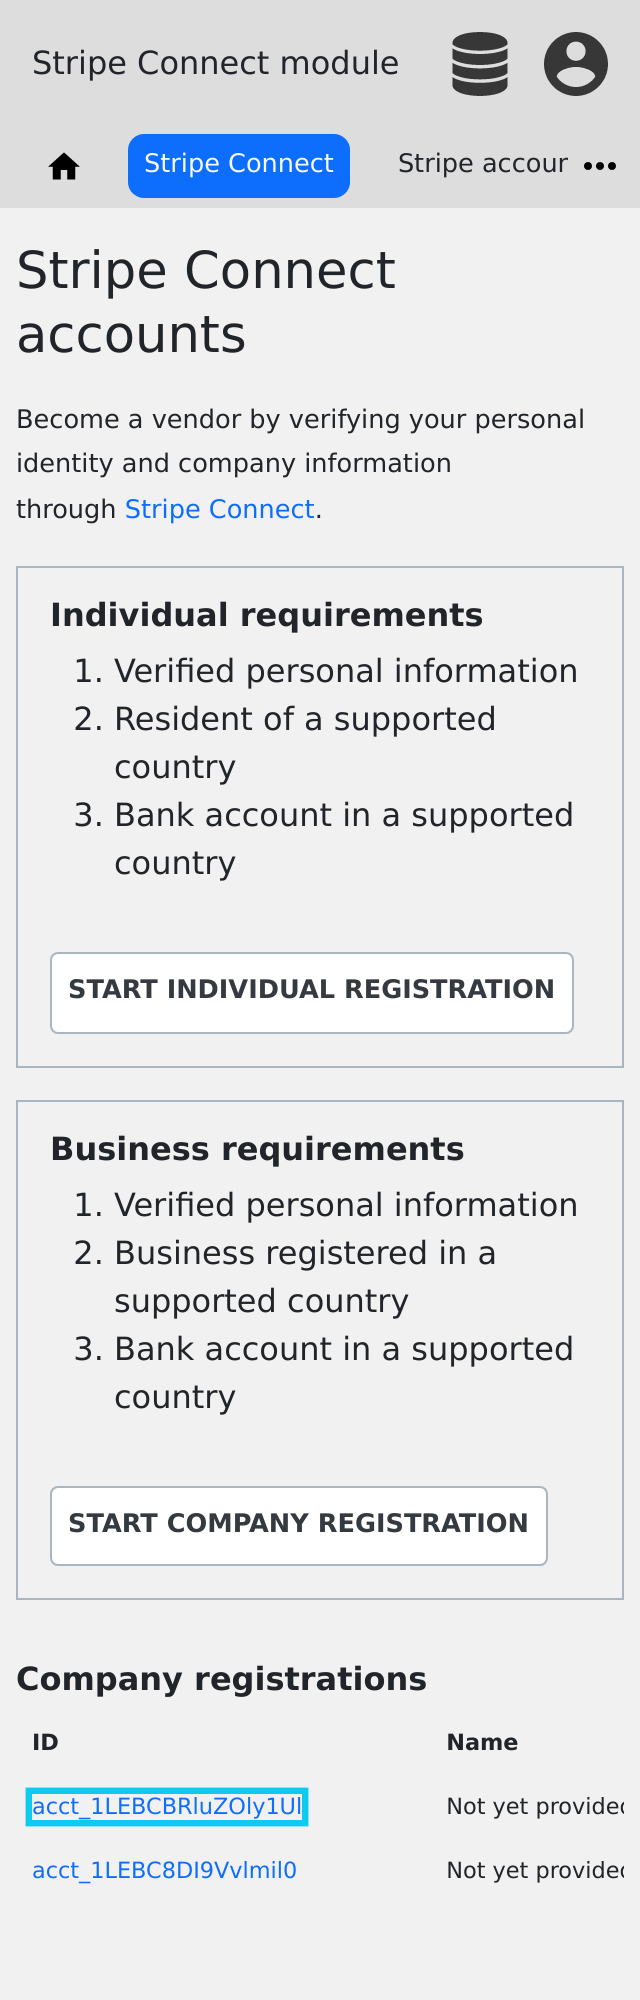 Stripe Connect module
Stripe Connect
Stripe accour
Stripe Connect
accounts
Become a vendor by verifying your personal
identity and company information
through Stripe Connect.
Individual requirements
1. Verified personal information
2. Resident of a supported
country
3. Bank account in a supported
country
START INDIVIDUAL REGISTRATION
Business requirements
1. Verified personal information
2. Business registered in a
supported country
3. Bank account in a supported
country
START COMPANY REGISTRATION
Company registrations
ID Name
acct_1LEBCBRluZOly1Ul Not yet provided
acct_1LEBC8DI9Vvlmil0 Not yet provided